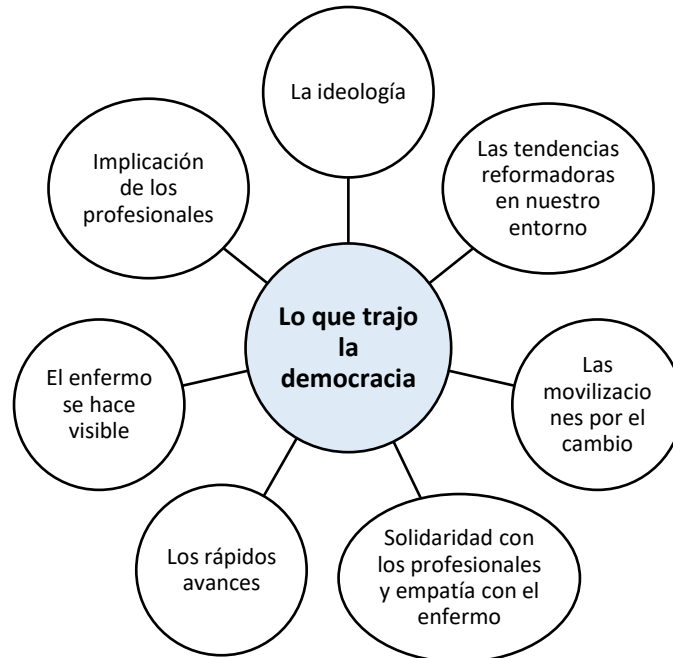 La ideología
Las tendencias
reformadoras
en nuestro
entorno
Las
movilizacio
nes por el
cambio
Solidaridad con
los profesionales
y empatía con el
enfermo
Los rápidos
avances
El enfermo
se hace
visible
Implicación
de los
profesionales
Lo que trajo
la
democracia